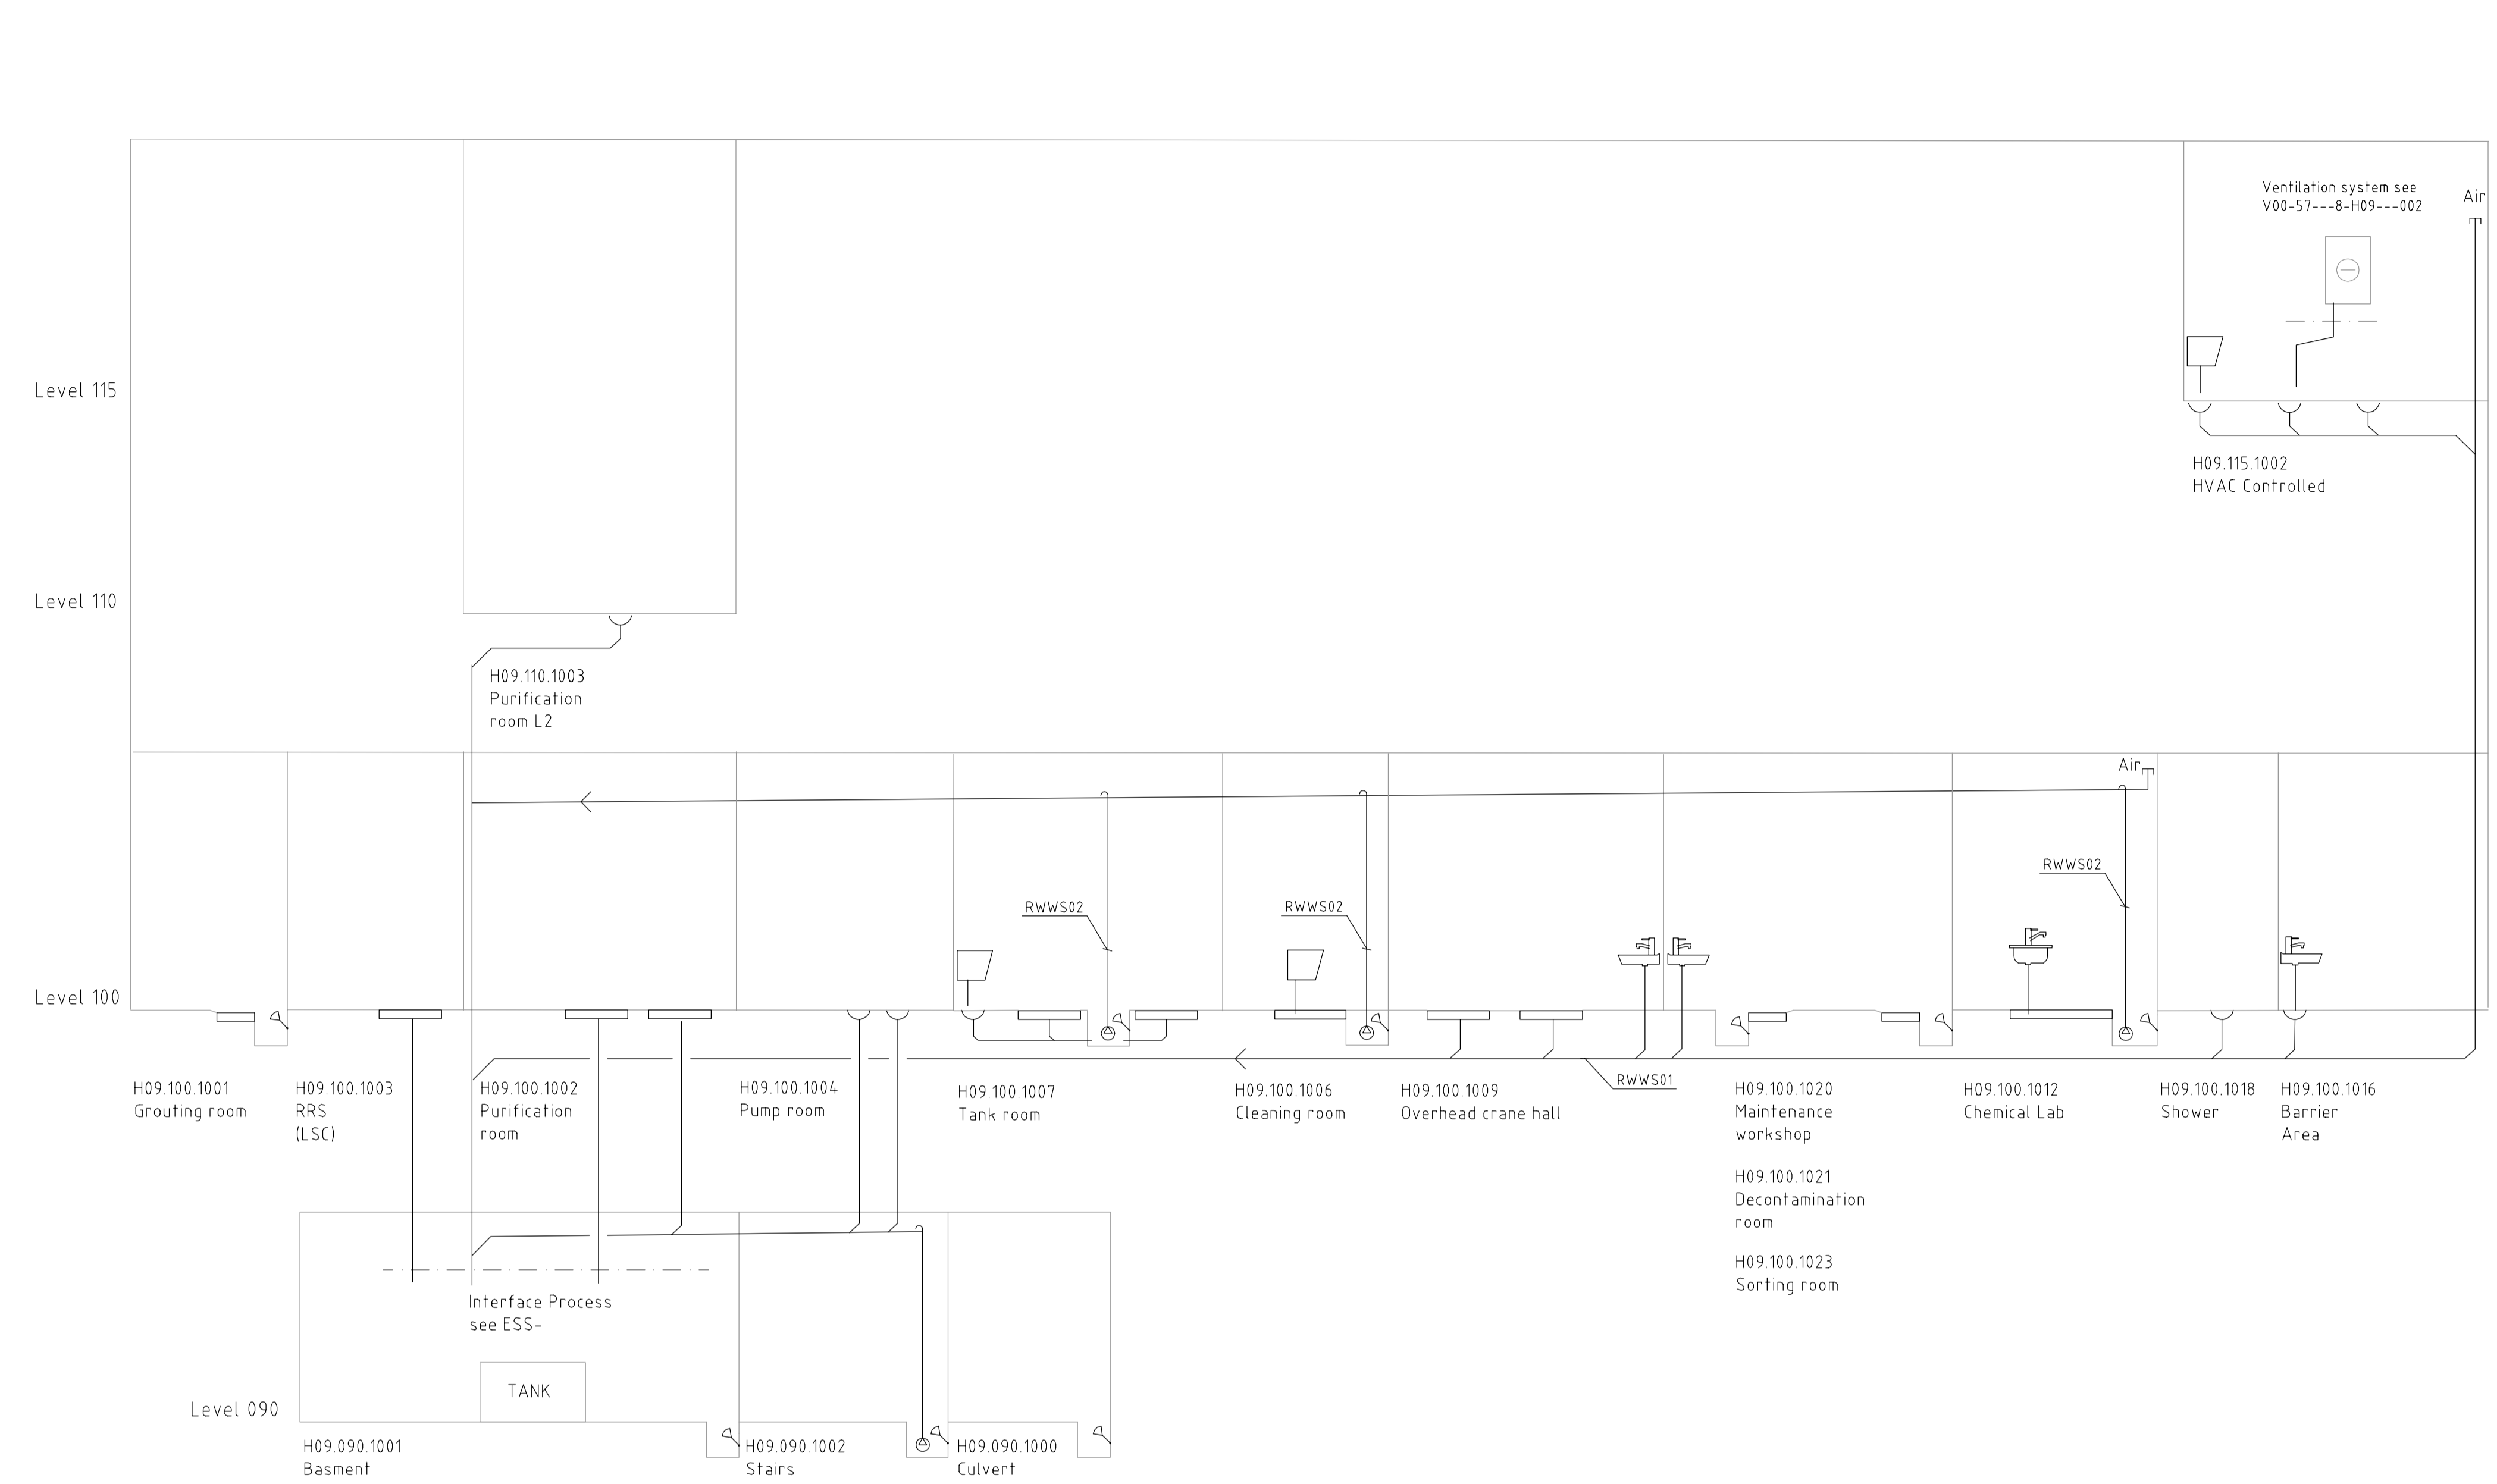 Ventilation system see
V00-57---8-H09---002
Air
Level 115
H09.115.1002
HVAC Controlled
Level 110
H09.110.1003
Purification
room L2
Air
RWWS02
RWWS02
RWWS02
Level 100
RWWS01
H09.100.1001
Grouting room
H09.100.1003
RRS
(LSC)
H09.100.1002
Purification
room
H09.100.1004
Pump room
H09.100.1007
Tank room
H09.100.1006
Cleaning room
H09.100.1009
Overhead crane hall
H09.100.1020
Maintenance
workshop
H09.100.1021
Decontamination
room
H09.100.1023
Sorting room
H09.100.1012
Chemical Lab
H09.100.1018
Shower
H09.100.1016
Barrier
Area
Interface Process
see ESS-
TANK
Level 090
H09.090.1001
Basment
H09.090.1002
Stairs
H09.090.1000
Culvert